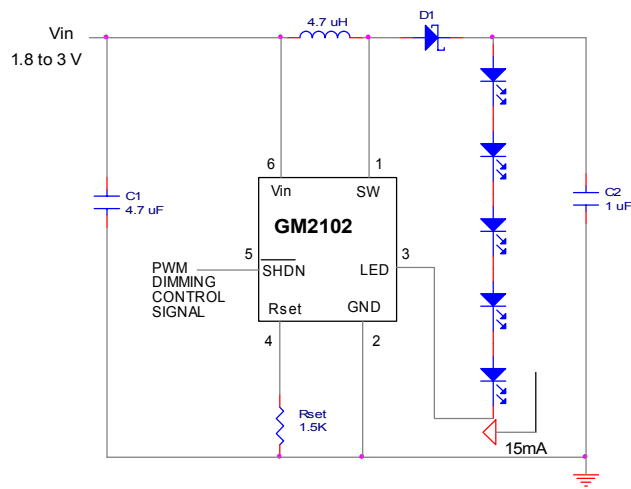 Vin
1.8 to 3 V
4.7 uH
D1
6
1
Vin
SW
GM2102
C1
4.7 uF
C2
1 uF
5
SHDN
LED
3
PWM
DIMMING
CONTROL
SIGNAL
Rset
GND
4
2
Rset
1.5K
15mA